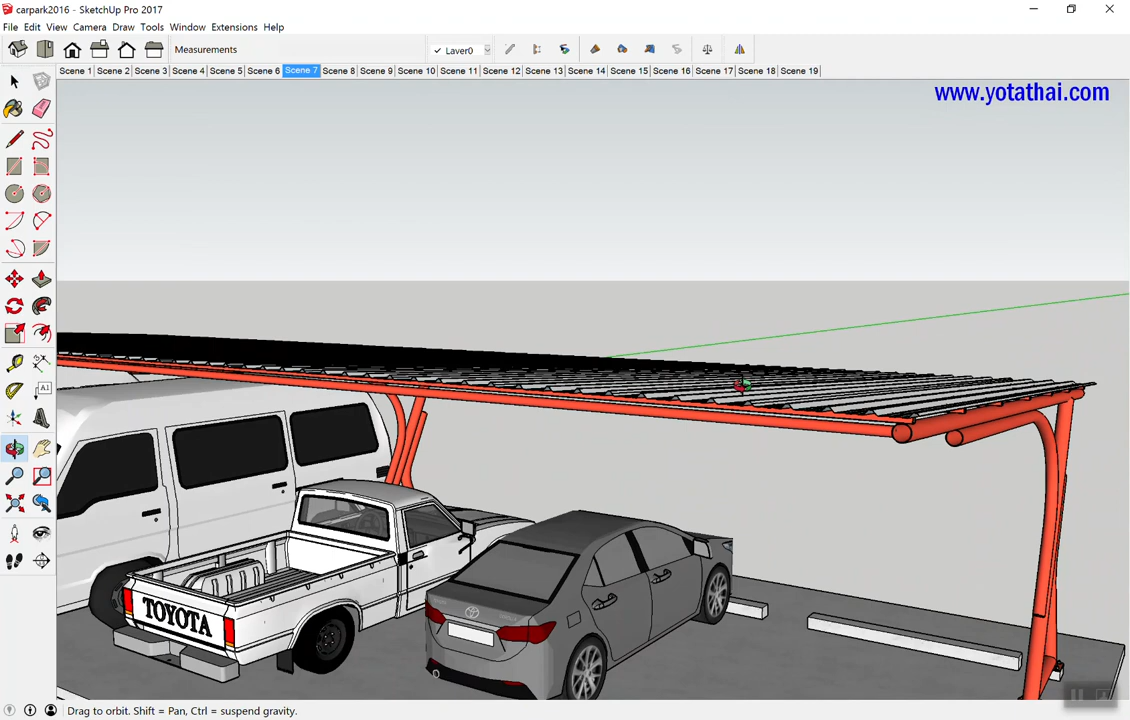 carpark2016 - SketchUp Pro 2017
File Edit View Camera Draw Tools Window Extensions Help
Measurements
Layer0
Scene 1 Scene 2 Scene 3 Scene 4 Scene 5 Scene 6 Scene 7 Scene 8 Scene 9 Scene 10 Scene 11 Scene 12 Scene 13 Scene 14 Scene 15 Scene 16 Scene 17 Scene 18 Scene 19
www.yotathai.com
A1
TOYOTA
Drag to orbit. Shift = Pan, Ctrl = suspend gravity.